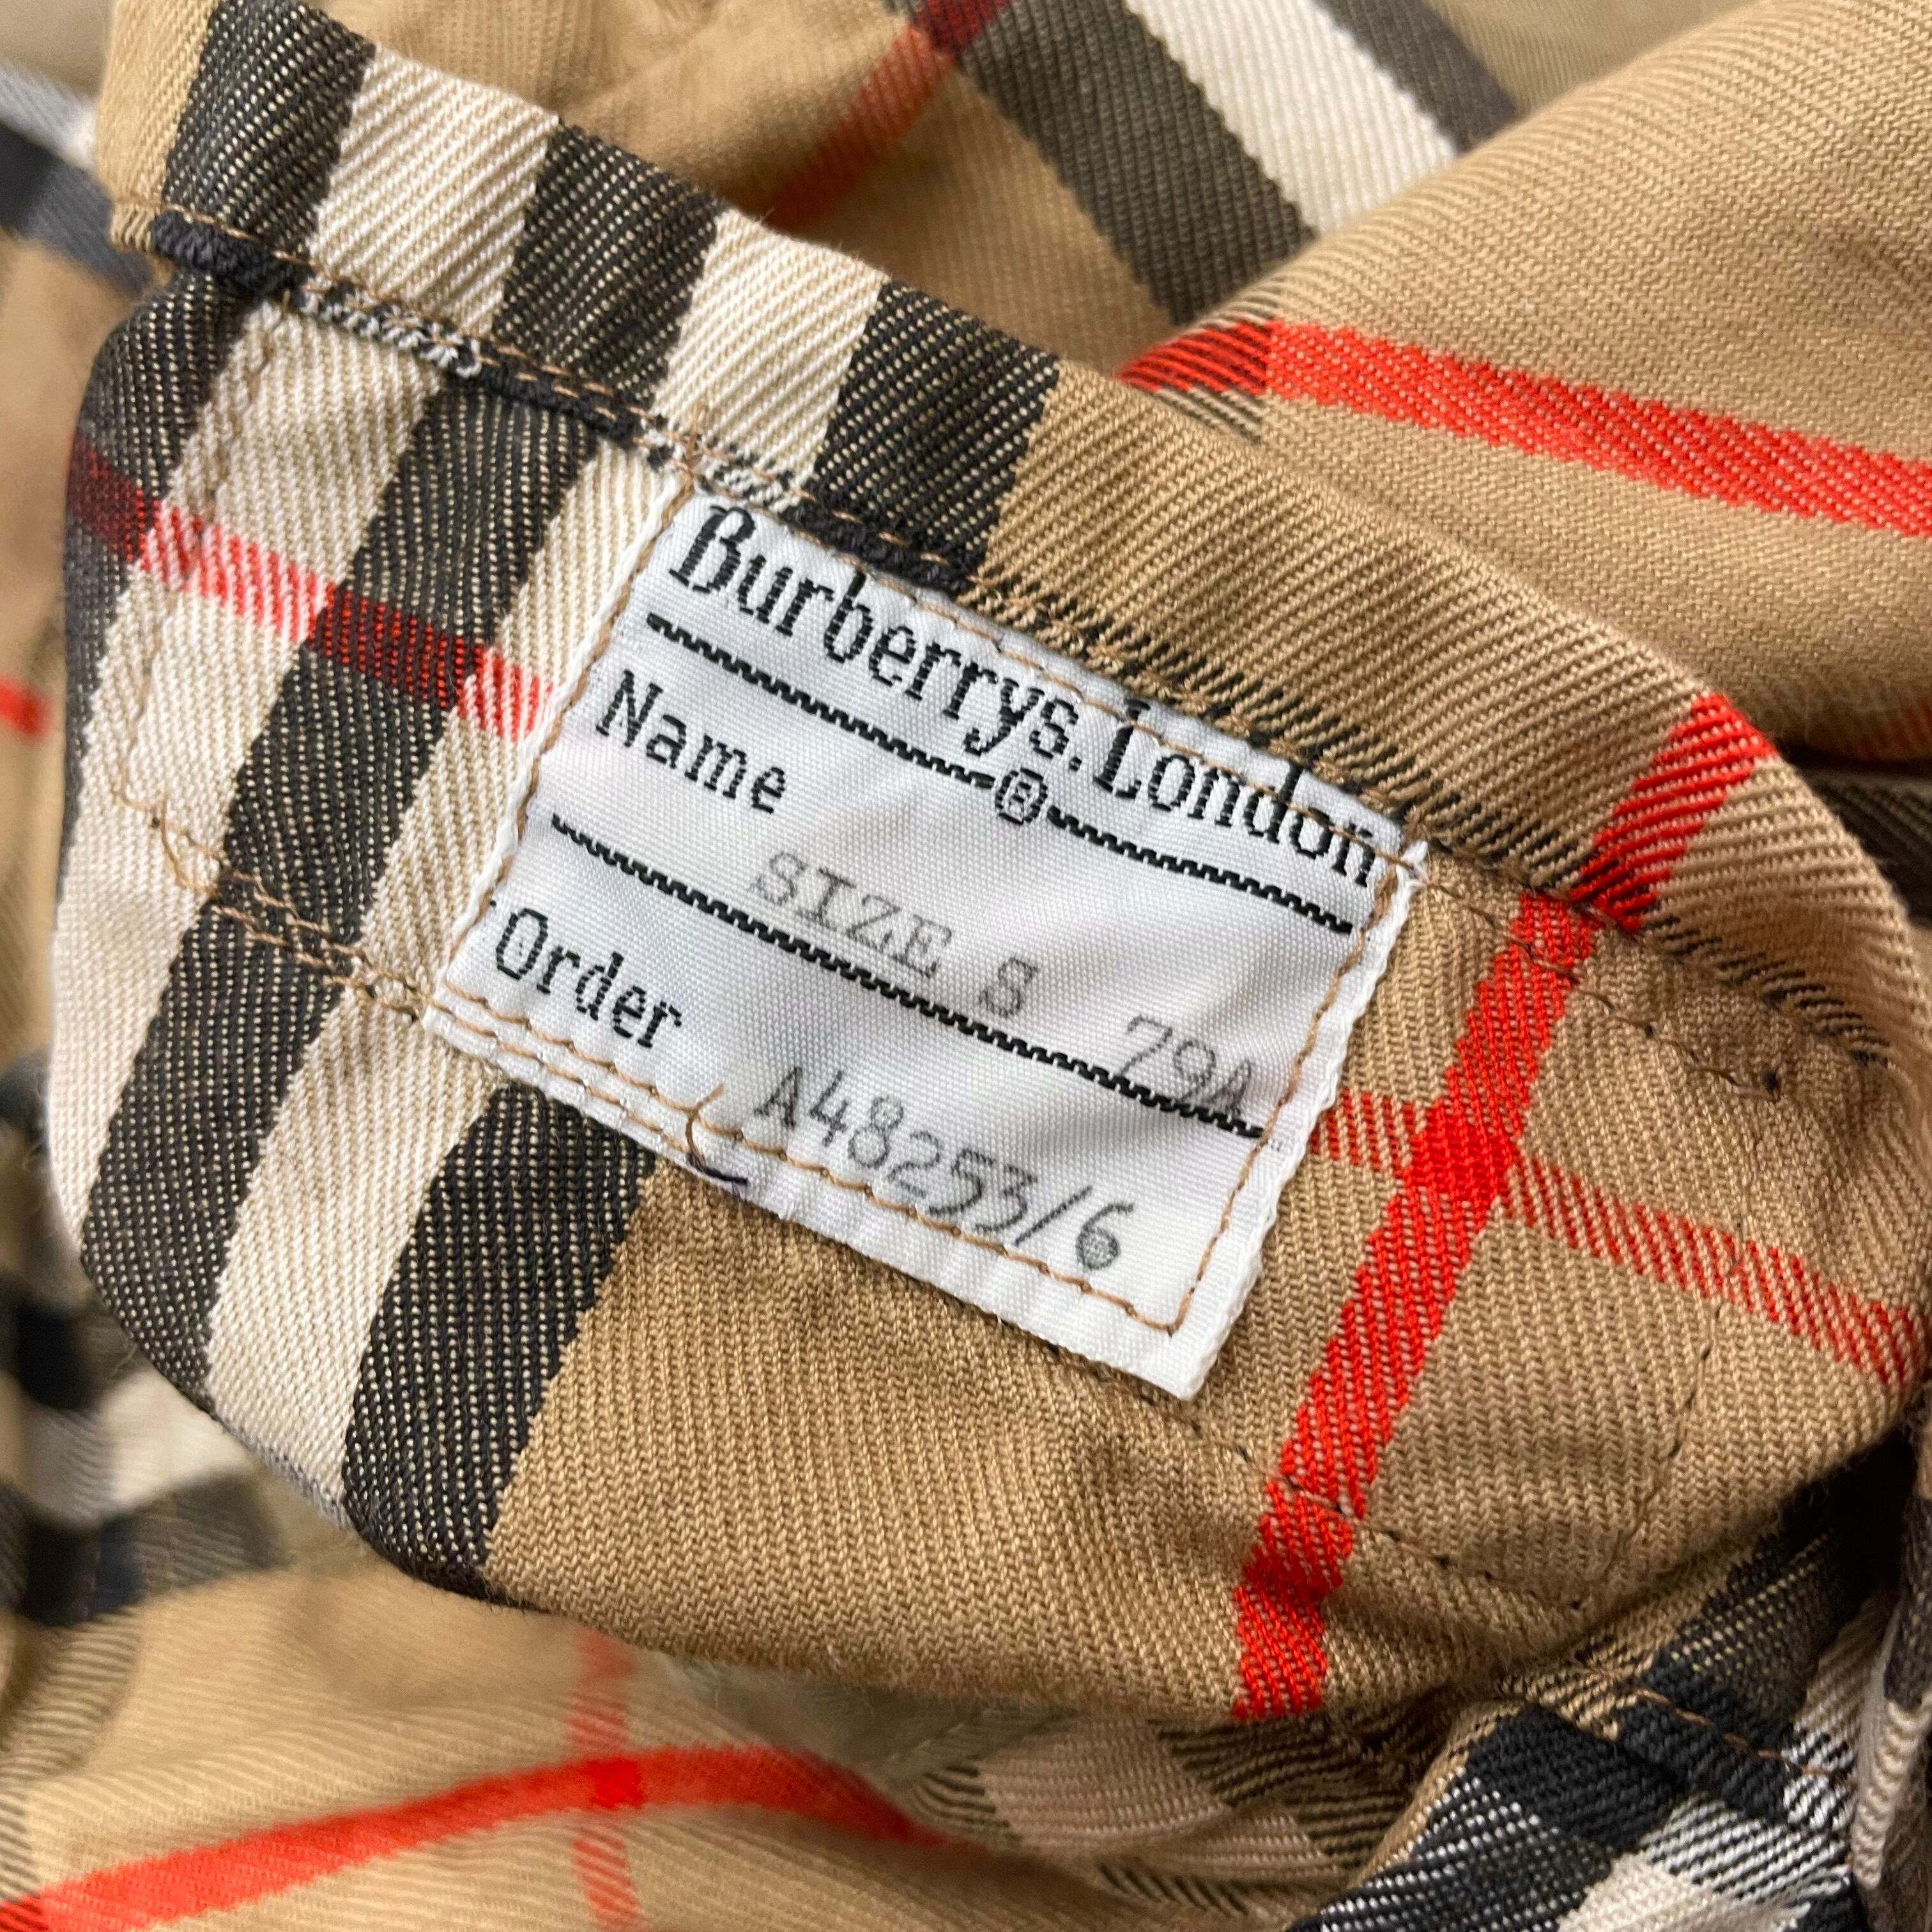 Burberrys. London
®
Name
SIZE S 79A
Order
A48253/6